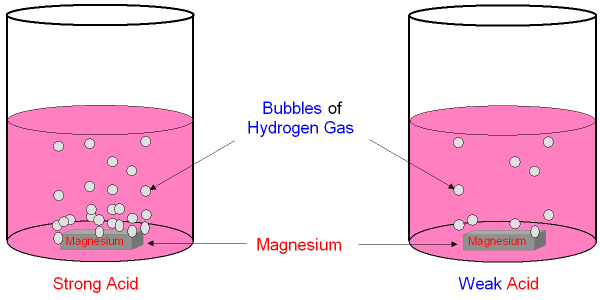 Bubbles of
Hydrogen Gas
Magnesium
Magnesium
Magnesium
Strong Acid
Weak Acid